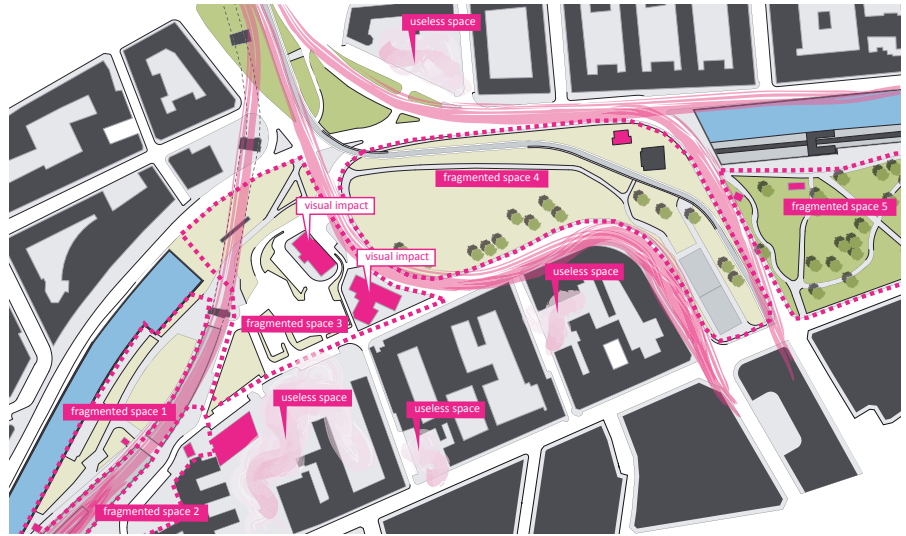 useless space
fragmented space 4
visual impact
fragmented space 5
visual impact
useless space
fragmented space 3
useless space
fragmented space 1
useless space
fragmented space 2